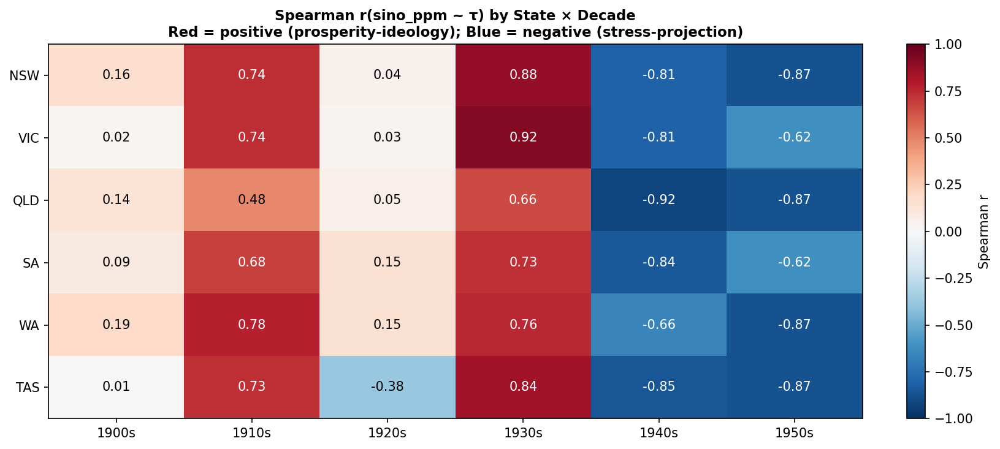 Spearman r(sino_ppm ~ τ) by State × Decade
Red = positive (prosperity-ideology); Blue = negative (stress-projection)
NSW 0.16 0.74 0.04 0.88 -0.81 -0.87
VIC 0.02 0.74 0.03 0.92 -0.81 -0.62
QLD 0.14 0.48 0.05 0.66 -0.92 -0.87
SA 0.09 0.68 0.15 0.73 -0.84 -0.62
WA 0.19 0.78 0.15 0.76 -0.66 -0.87
TAS 0.01 0.73 -0.38 0.84 -0.85 -0.87
1900s 1910s 1920s 1930s 1940s 1950s
1.00
0.75
0.50
0.25
0.00
−0.25
−0.50
−0.75
−1.00
Spearman r